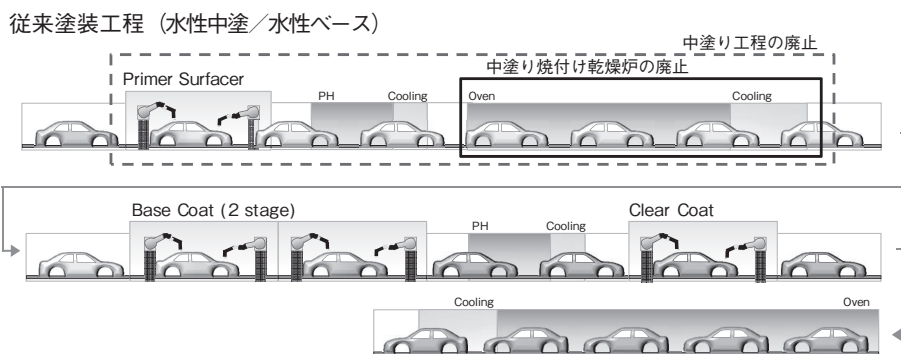 従来塗装工程（水性中塗／水性ベース）
中塗り工程の廃止
中塗り焼付け乾燥炉の廃止
Primer Surfacer
PH Cooling Oven Cooling
Base Coat (2 stage) Clear Coat
PH Cooling
Cooling Oven